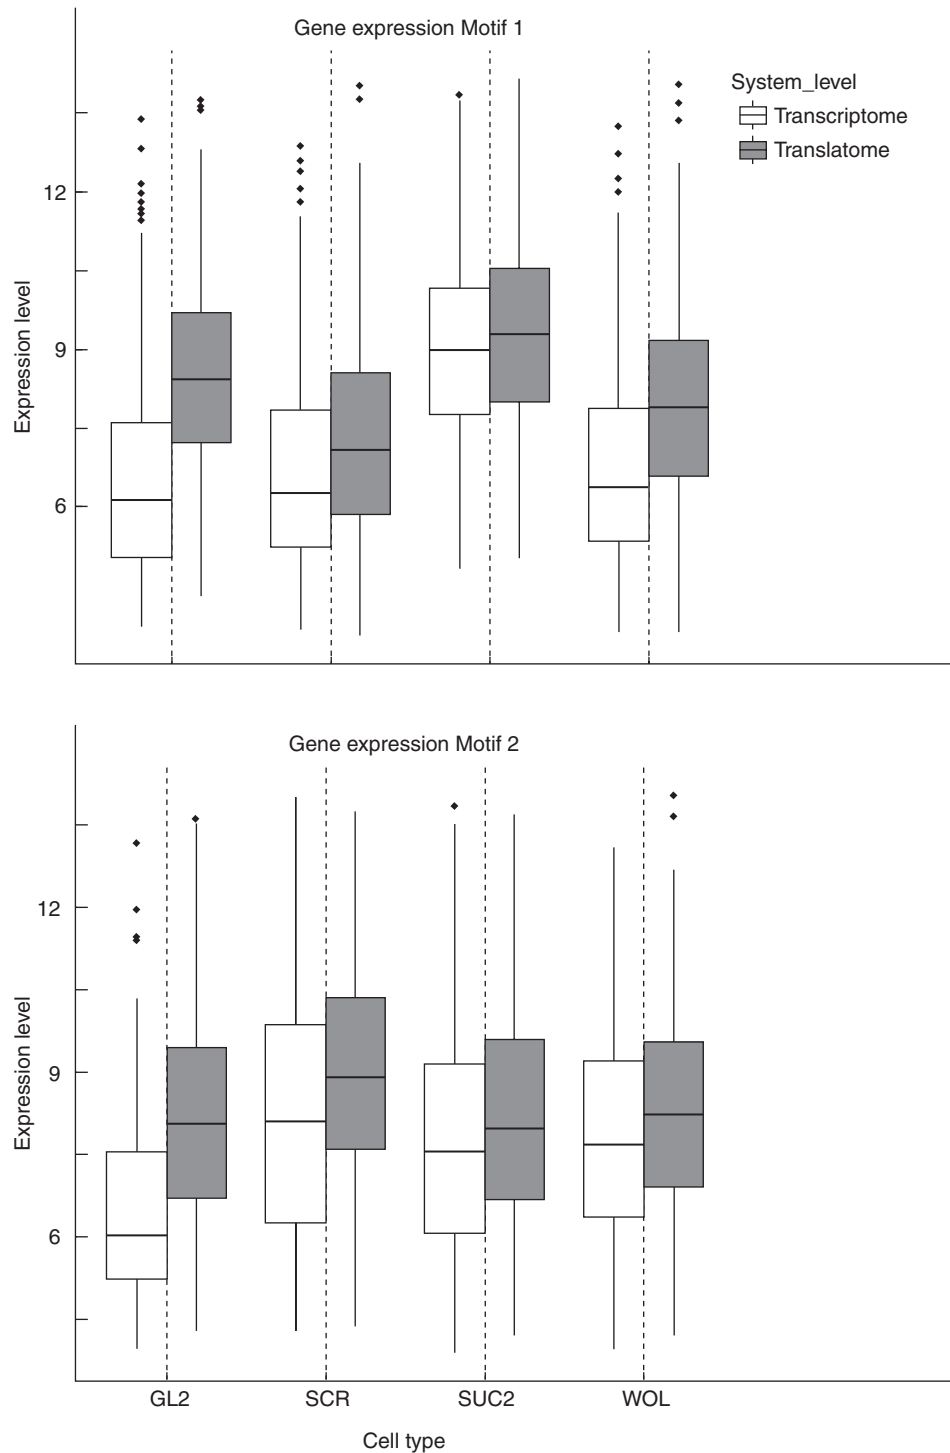 Gene expression Motif 1
System_level
Transcriptome
Translatome
12
9
6
Expression level
Gene expression Motif 2
12
9
6
Expression level
GL2 SCR SUC2 WOL
Cell type